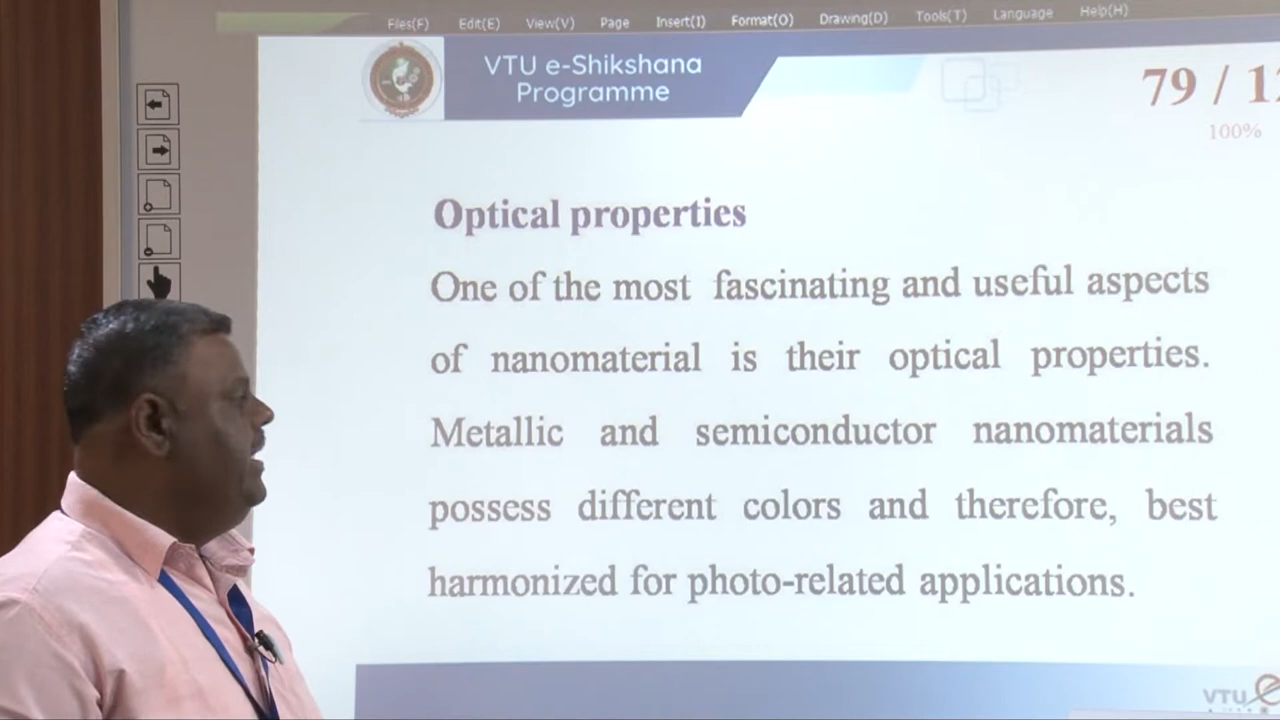 Files(F) Edit(E) View(V) Page Insert(I) Format(O) Drawing(D) Tools(T) Language Help(H)
VTU e-Shikshana
Programme
79 /
100%
Optical properties
One of the most fascinating and useful aspects
of nanomaterial is their optical properties.
Metallic and semiconductor nanomaterials
possess different colors and therefore, best
harmonized for photo-related applications.
VTU e